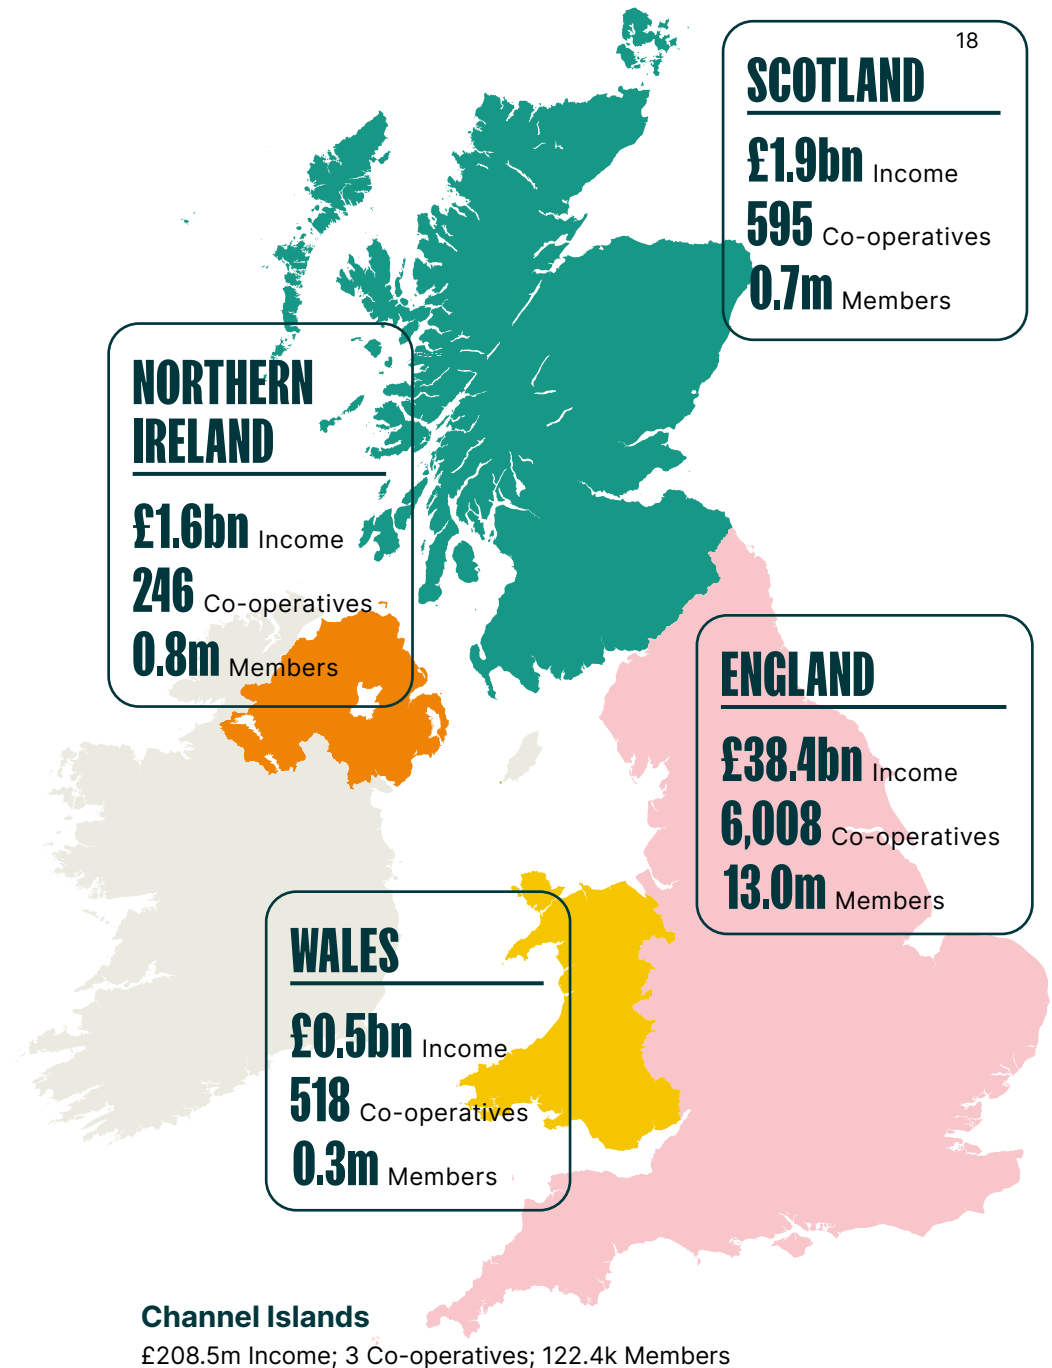 18
SCOTLAND
£1.9bn Income
595 Co-operatives
0.7m Members
NORTHERN
IRELAND
£1.6bn Income
246 Co-operatives
0.8m Members
ENGLAND
£38.4bn Income
6,008 Co-operatives
13.0m Members
WALES
£0.5bn Income
518 Co-operatives
0.3m Members
Channel Islands
£208.5m Income; 3 Co-operatives; 122.4k Members